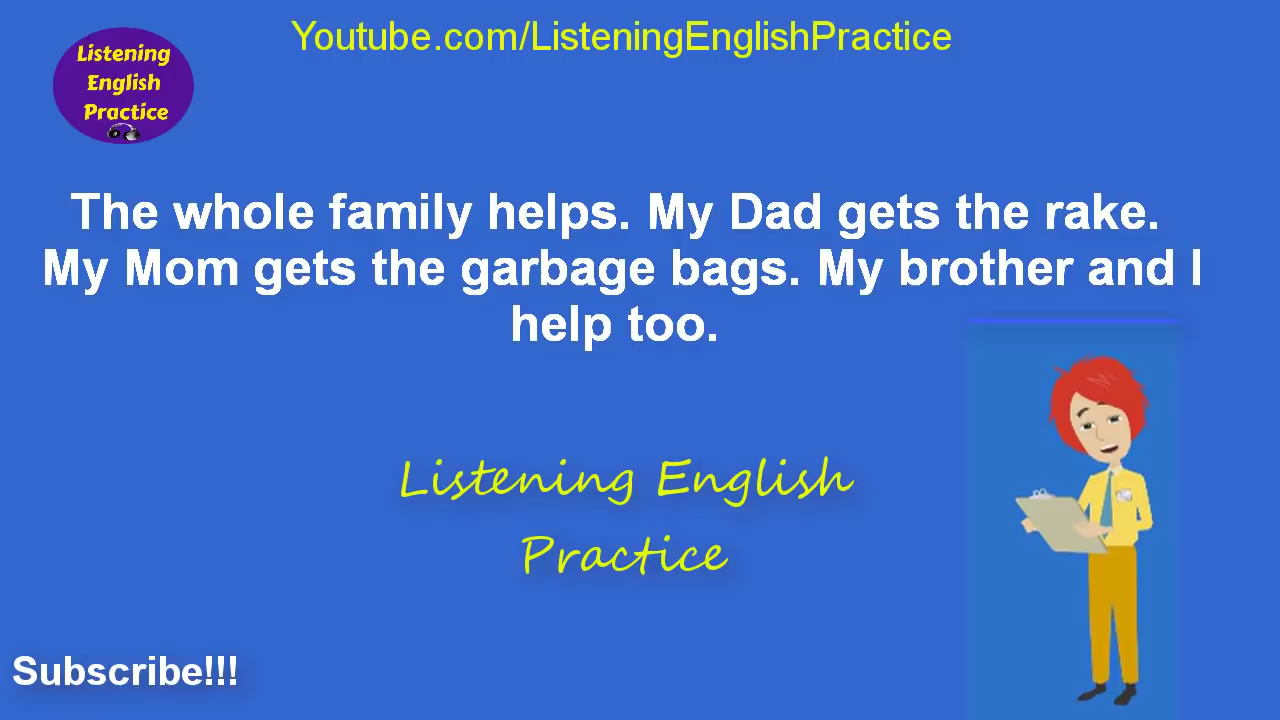 Youtube.com/ListeningEnglishPractice
Listening
English
Practice
The whole family helps. My Dad gets the rake.
My Mom gets the garbage bags. My brother and I
help too.
Listening English
Practice
Subscribe!!!